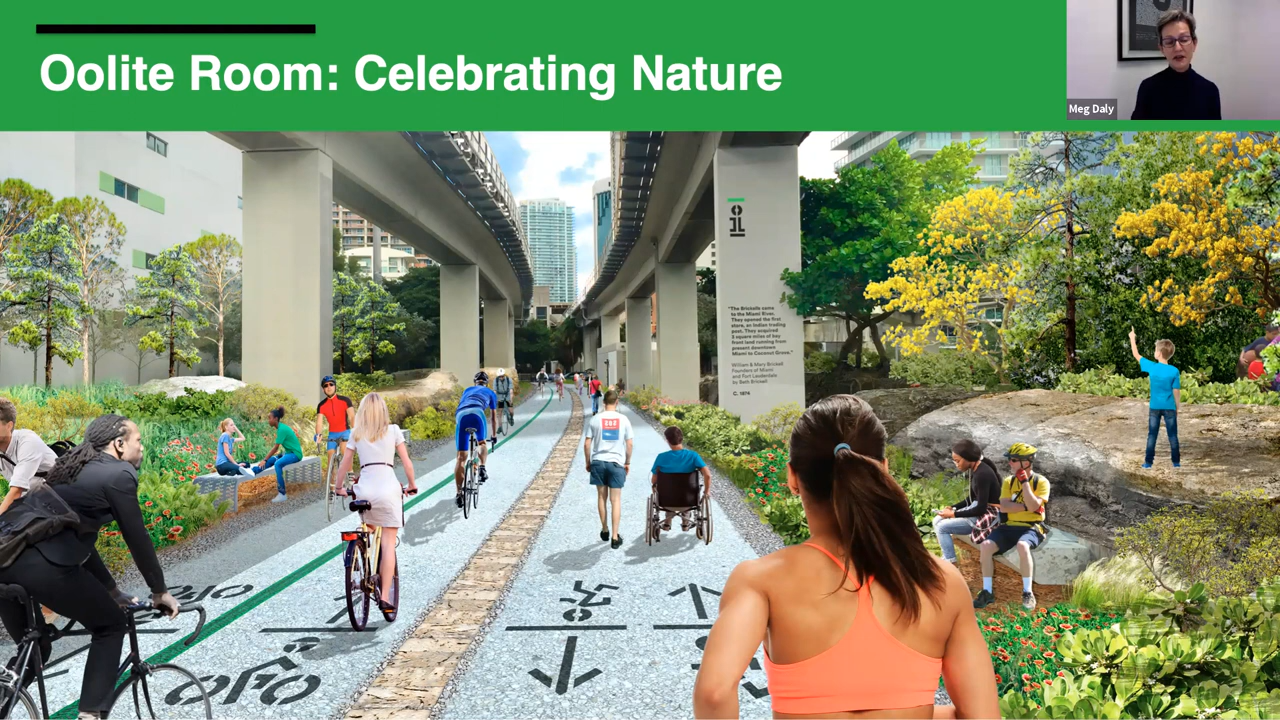 Oolite Room: Celebrating Nature
Meg Daly
"The Brickells came
to the Miami River.
They opened the first
store, an Indian trading
post. They acquired
3 square miles of bay
front land running from
present downtown
Miami to Coconut Grove."
William & Mary Brickell
Founders of Miami
and Fort Lauderdale
by Beth Brickell
C. 1874